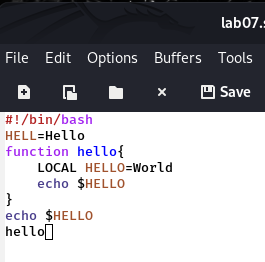 lab07.s
File Edit Options Buffers Tools
Save
#!/bin/bash
HELL=Hello
function hello{
    LOCAL HELLO=World
    echo $HELLO
}
echo $HELLO
hello